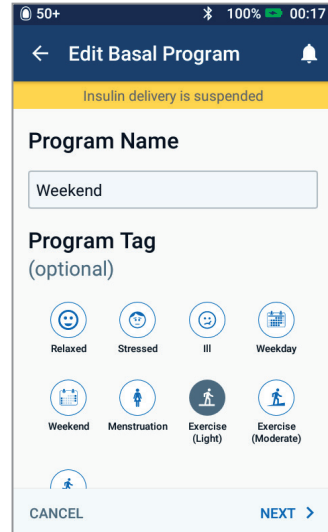 50+ 100% 00:17
Edit Basal Program
Insulin delivery is suspended
Program Name
Weekend
Program Tag
(optional)
Relaxed Stressed Ill Weekday
Weekend Menstruation Exercise (Light) Exercise (Moderate)
CANCEL NEXT